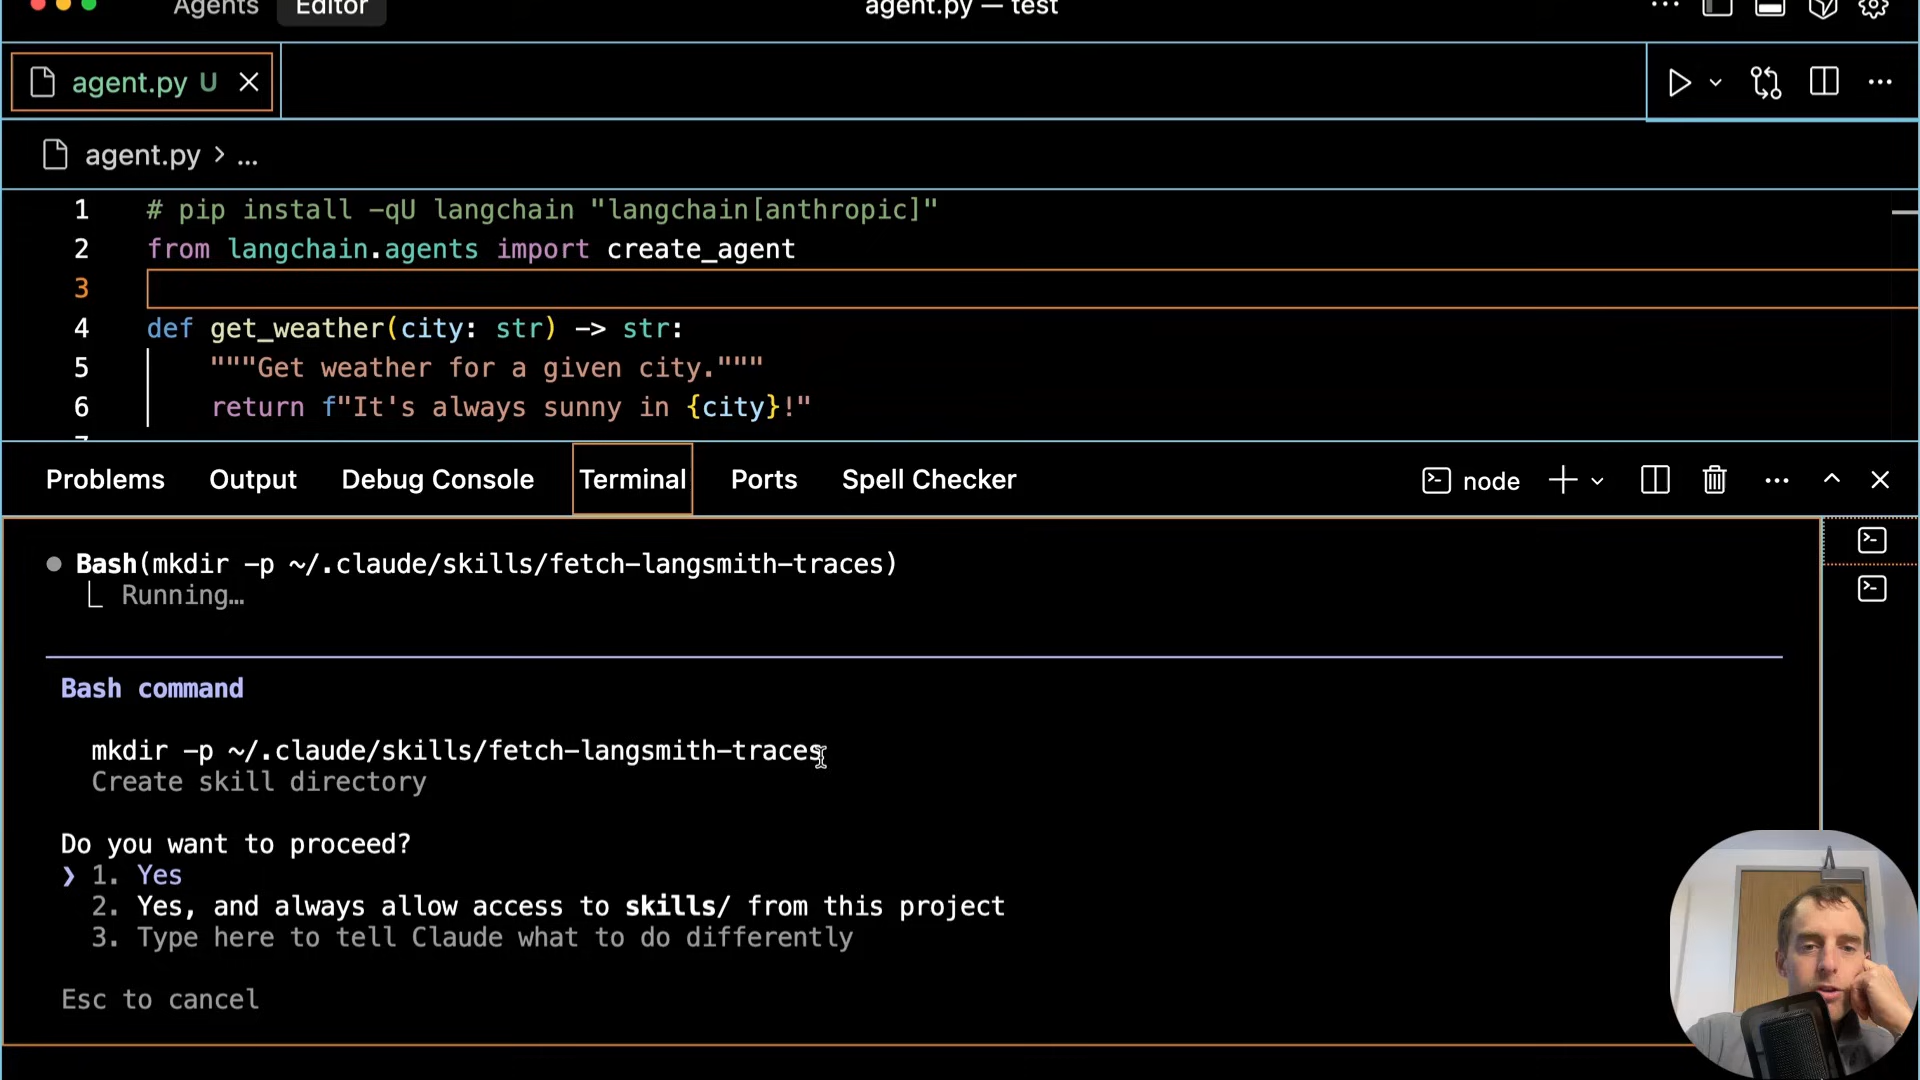 Agents Editor agent.py — test
agent.py U
agent.py > ...
1 # pip install -qU langchain "langchain[anthropic]"
2 from langchain.agents import create_agent
3
4 def get_weather(city: str) -> str:
5 """Get weather for a given city."""
6 return f"It's always sunny in {city}!"
Problems Output Debug Console Terminal Ports Spell Checker node
Bash(mkdir -p ~/.claude/skills/fetch-langsmith-traces)
Running…
Bash command
mkdir -p ~/.claude/skills/fetch-langsmith-traces
Create skill directory
Do you want to proceed?
❯ 1. Yes
2. Yes, and always allow access to skills/ from this project
3. Type here to tell Claude what to do differently
Esc to cancel